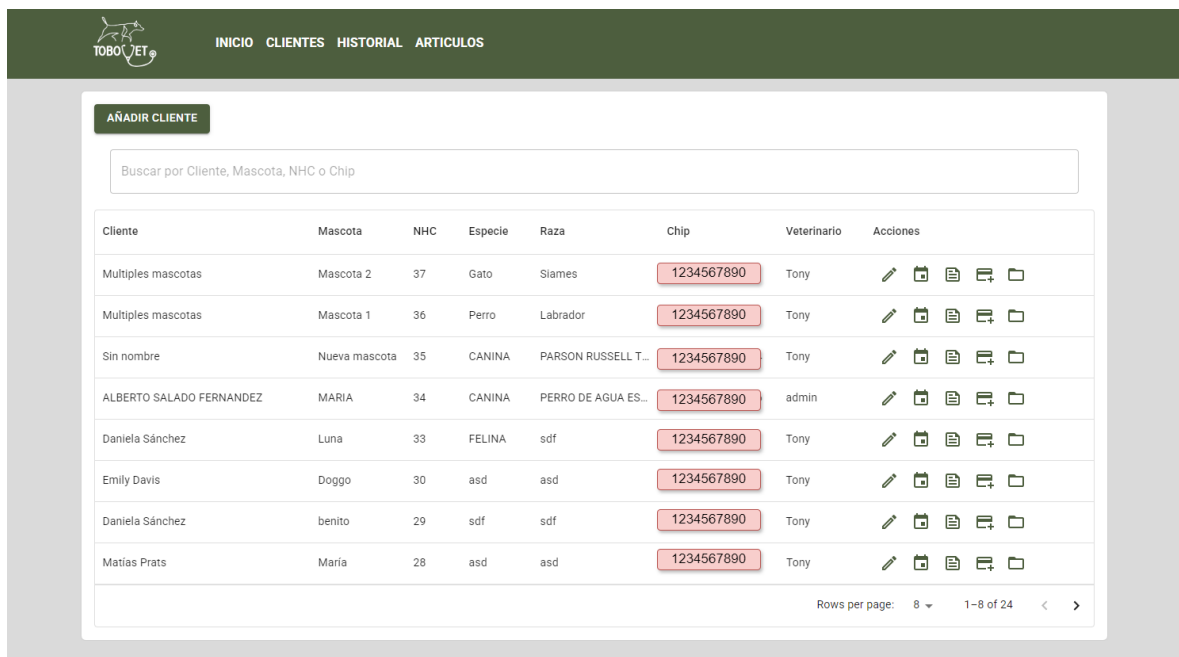 TOBOVET
INICIO CLIENTES HISTORIAL ARTICULOS
AÑADIR CLIENTE
Buscar por Cliente, Mascota, NHC o Chip
Cliente Mascota NHC Especie Raza Chip Veterinario Acciones
Multiples mascotas Mascota 2 37 Gato Siames 1234567890 Tony
Multiples mascotas Mascota 1 36 Perro Labrador 1234567890 Tony
Sin nombre Nueva mascota 35 CANINA PARSON RUSSELL T... 1234567890 Tony
ALBERTO SALADO FERNANDEZ MARIA 34 CANINA PERRO DE AGUA ES... 1234567890 admin
Daniela Sánchez Luna 33 FELINA sdf 1234567890 Tony
Emily Davis Doggo 30 asd asd 1234567890 Tony
Daniela Sánchez benito 29 sdf sdf 1234567890 Tony
Matías Prats María 28 asd asd 1234567890 Tony
Rows per page: 8 1–8 of 24